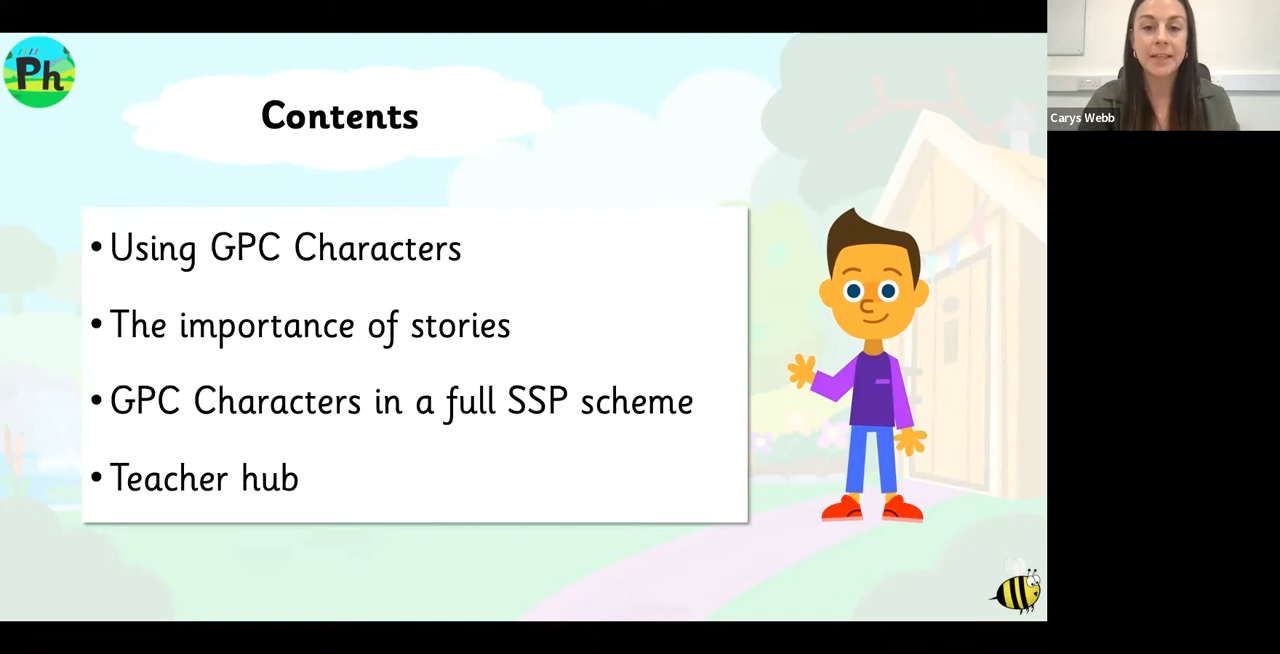 Ph
Contents
• Using GPC Characters
• The importance of stories
• GPC Characters in a full SSP scheme
• Teacher hub
Carys Webb